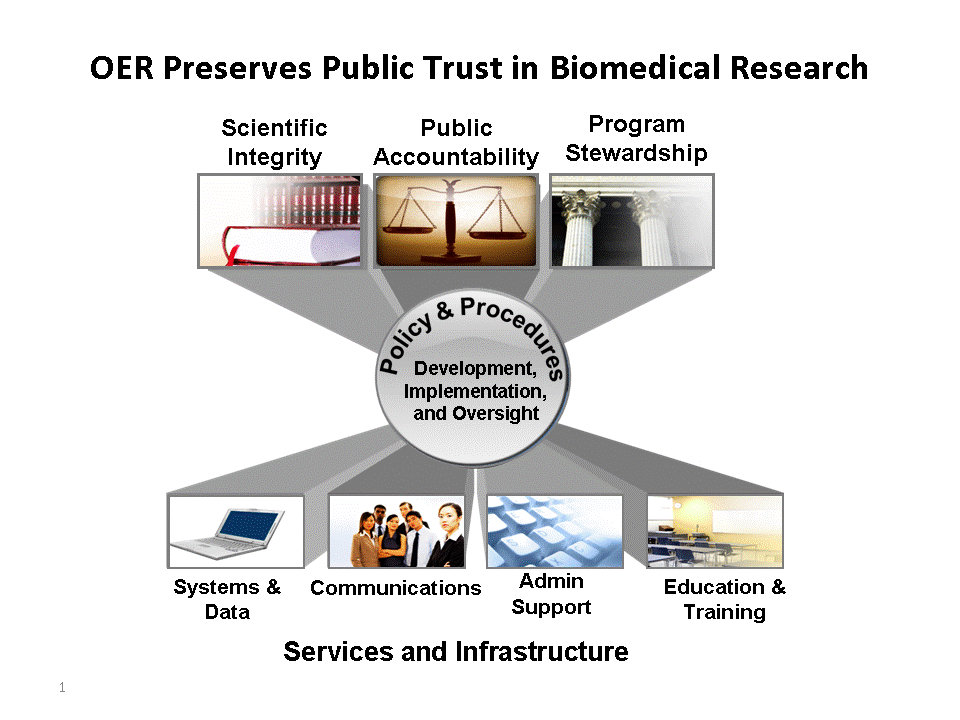 OER Preserves Public Trust in Biomedical Research
Scientific
Integrity
Public
Accountability
Program
Stewardship
Policy & Procedures
Development,
Implementation,
and Oversight
Systems &
Data
Communications
Admin
Support
Education &
Training
Services and Infrastructure
1